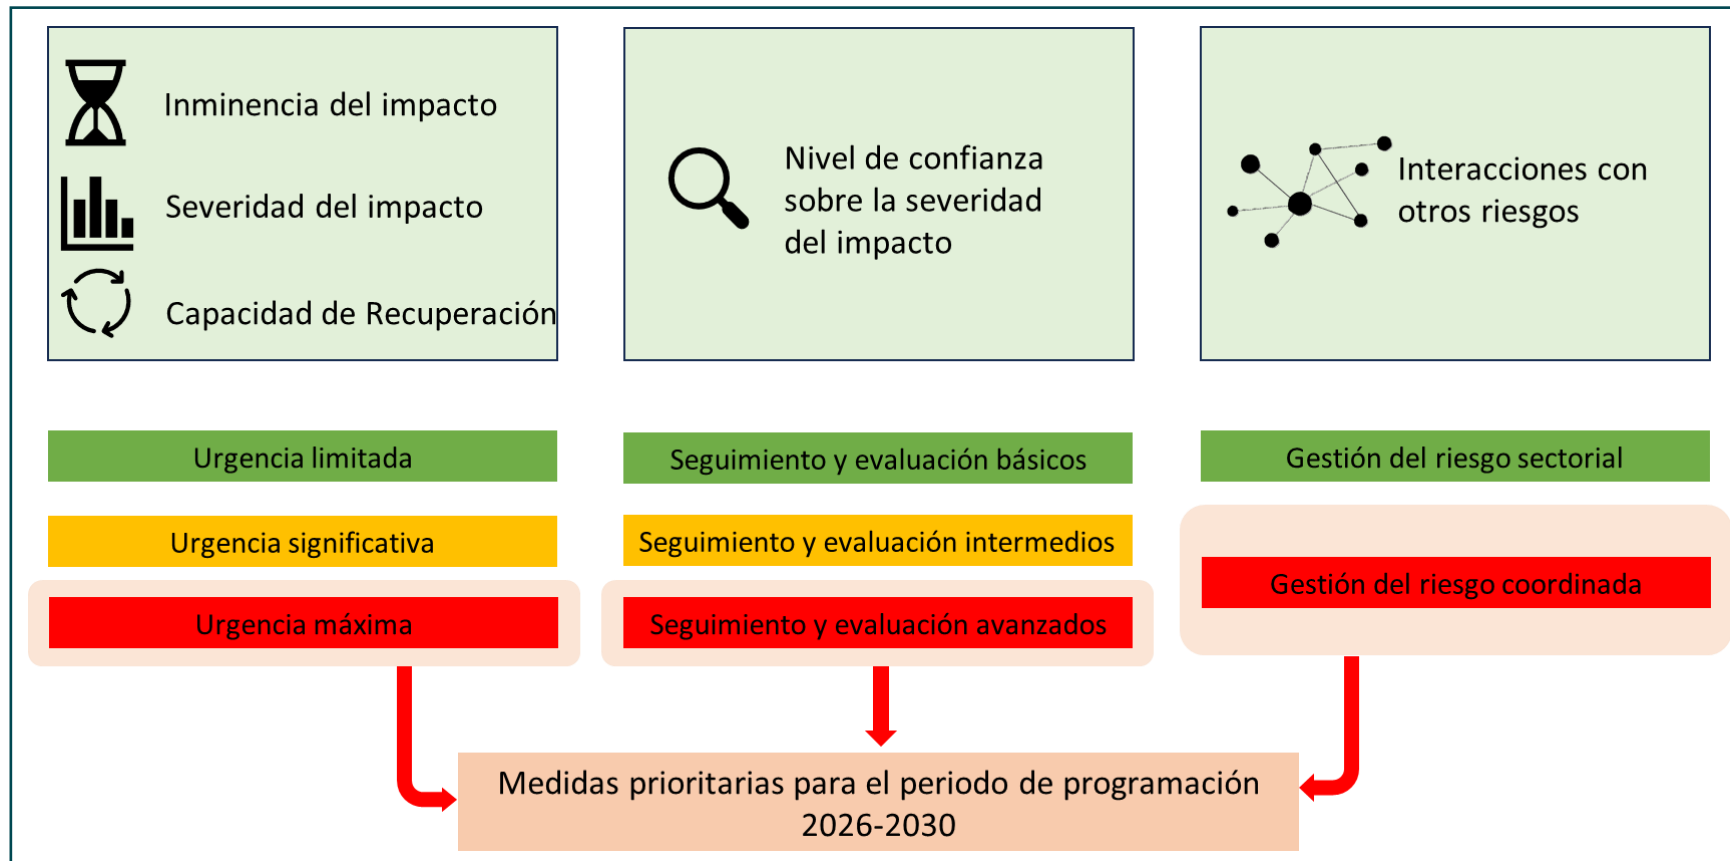 Inminencia del impacto
Severidad del impacto
Capacidad de Recuperación
Nivel de confianza
sobre la severidad
del impacto
Interacciones con
otros riesgos
Urgencia limitada
Seguimiento y evaluación básicos
Gestión del riesgo sectorial
Urgencia significativa
Seguimiento y evaluación intermedios
Gestión del riesgo coordinada
Urgencia máxima
Seguimiento y evaluación avanzados
Medidas prioritarias para el periodo de programación
2026-2030